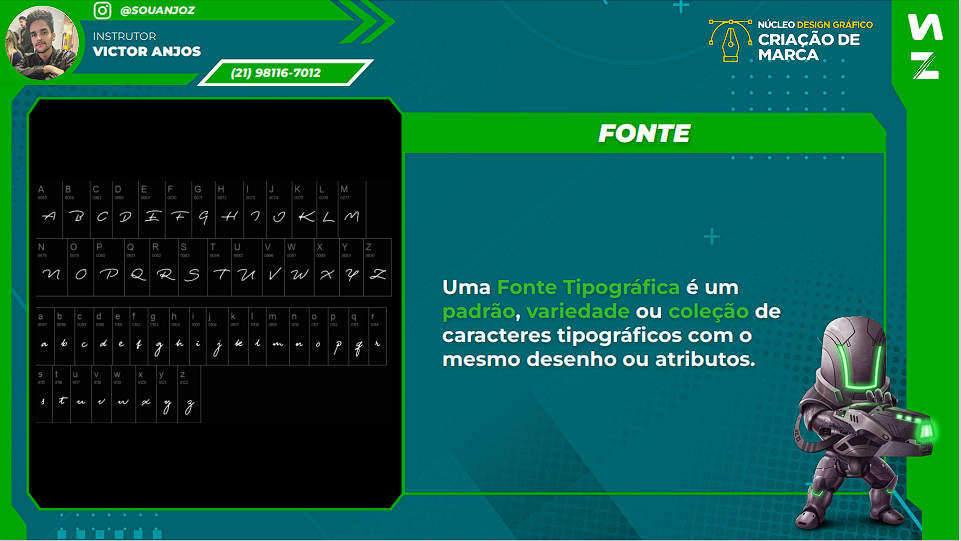 @SOUANJOZ
INSTRUTOR
VICTOR ANJOS
(21) 98116-7012
NÚCLEO DESIGN GRÁFICO
CRIAÇÃO DE
MARCA
NZ
FONTE
A B C D E F G H I J K L M
A B C D E F G H I J K L M
N O P Q R S T U V W X Y Z
N O P Q R S T U V W X Y Z
a b c d e f g h i j k l m n o p q r
a b c d e f g h i j k l m n o p q r
s t u v w x y z
s t u v w x y z
Uma Fonte Tipográfica é um
padrão, variedade ou coleção de
caracteres tipográficos com o
mesmo desenho ou atributos.